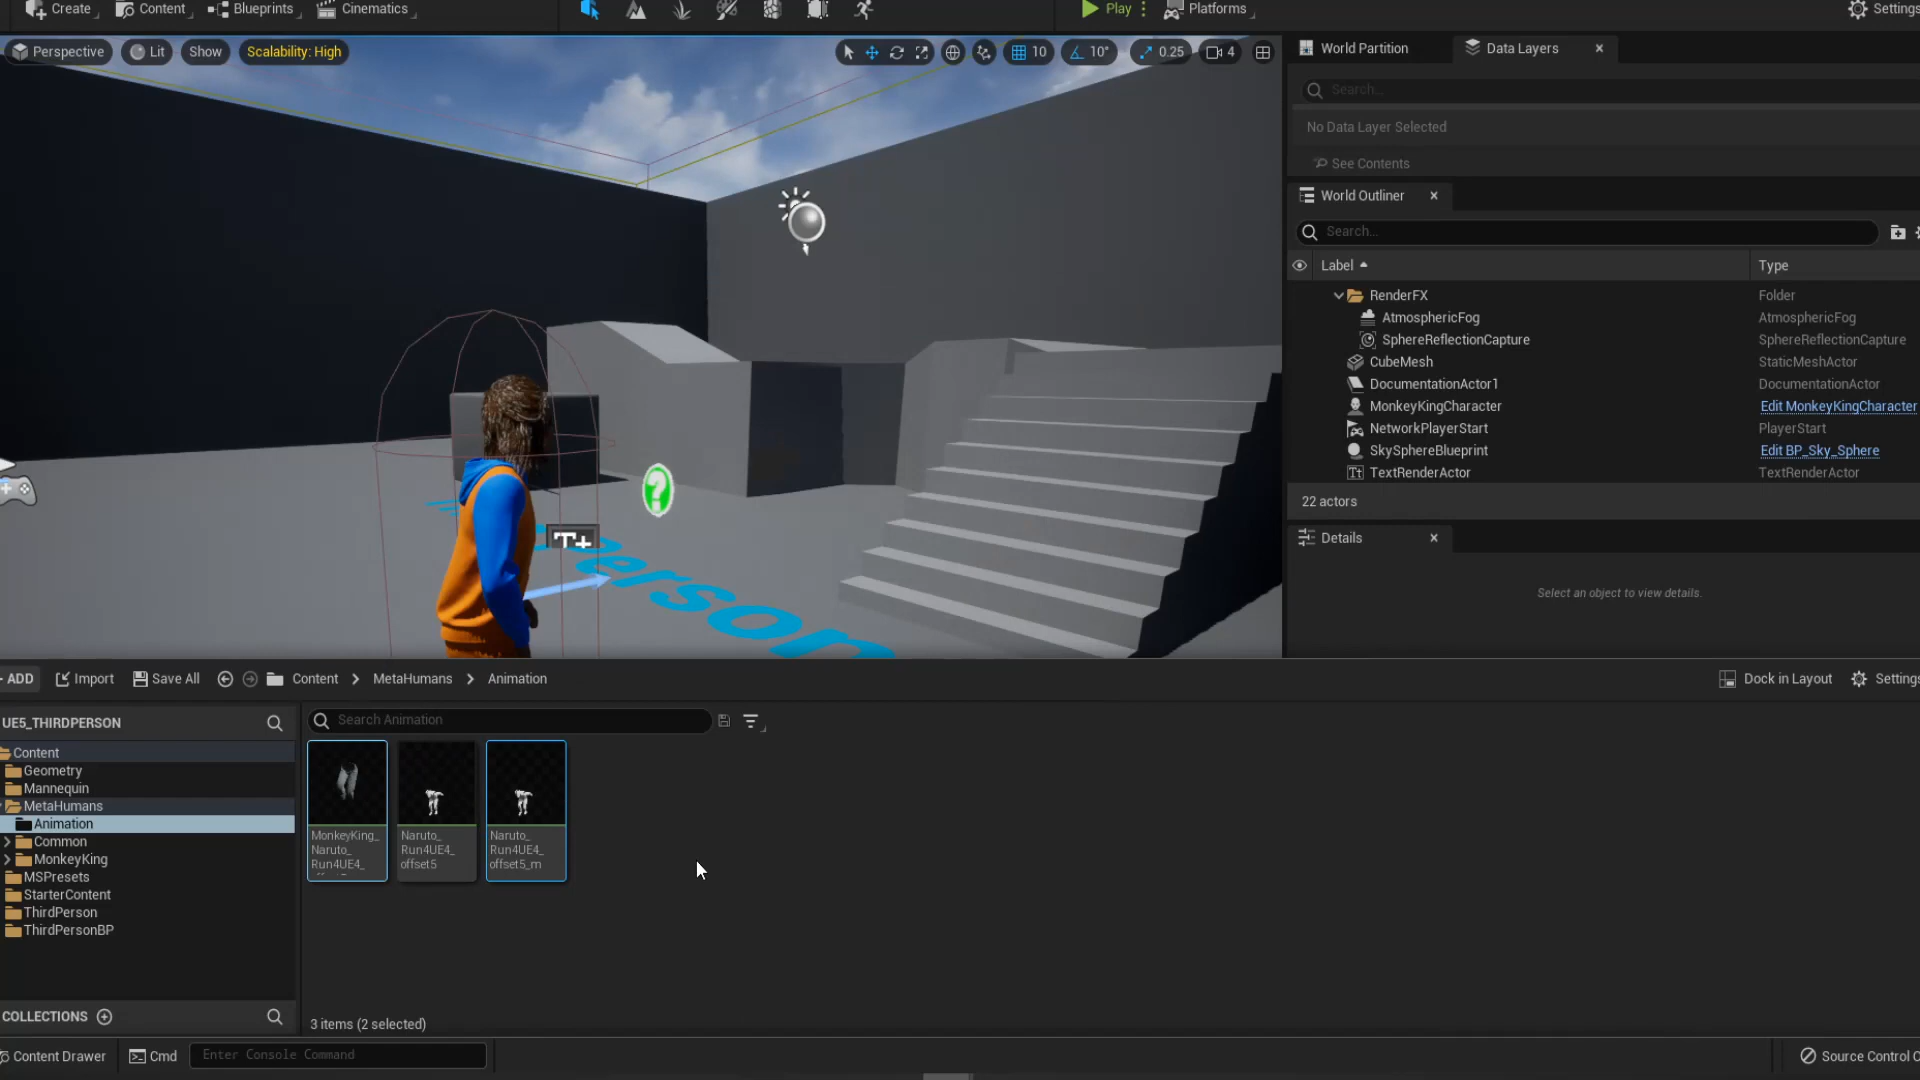 Create
Content
Blueprints
Cinematics
Play
Platforms
Settings
Perspective
Lit
Show
Scalability: High
10
10°
0.25
4
World Partition
Data Layers
Search...
No Data Layer Selected
See Contents
World Outliner
Search...
Label
Type
RenderFX
Folder
AtmosphericFog
AtmosphericFog
SphereReflectionCapture
SphereReflectionCapture
CubeMesh
StaticMeshActor
DocumentationActor1
DocumentationActor
MonkeyKingCharacter
Edit MonkeyKingCharacter
NetworkPlayerStart
PlayerStart
SkySphereBlueprint
Edit BP_Sky_Sphere
TextRenderActor
TextRenderActor
22 actors
Details
Select an object to view details.
?
T+
erson
ADD
Import
Save All
Content
MetaHumans
Animation
Dock in Layout
Settings
UE5_THIRDPERSON
Search Animation
Content
Geometry
Mannequin
MetaHumans
Animation
Common
MonkeyKing
MSPresets
StarterContent
ThirdPerson
ThirdPersonBP
MonkeyKing_
Naruto_
Run4UE4_
Naruto_
Run4UE4_
offset5
Naruto_
Run4UE4_
offset5_m
COLLECTIONS
3 items (2 selected)
Content Drawer
Cmd
Enter Console Command
Source Control O